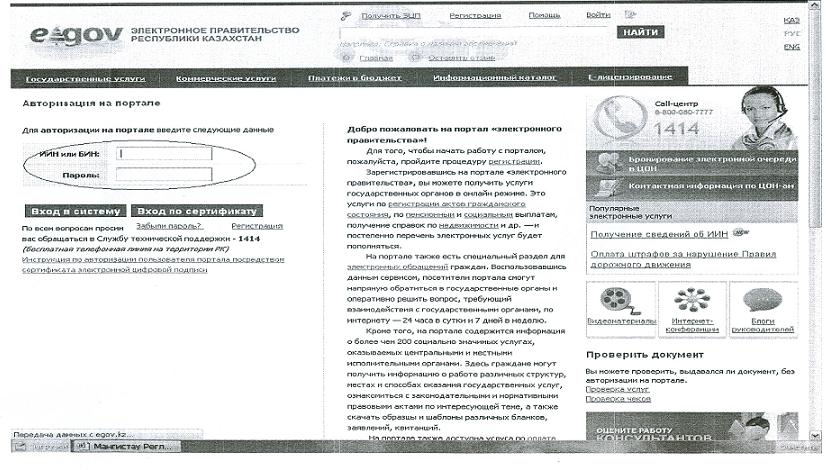 Получить ЭЦП Регистрация Помощь Войти
ҚАЗ
РУС
ENG
e gov ЭЛЕКТРОННОЕ ПРАВИТЕЛЬСТВО
РЕСПУБЛИКИ КАЗАХСТАН
НАЙТИ
Главная Оставить отзыв
Государственные услуги Коммерческие услуги Платежи в бюджет Информационный каталог Е-лицензирование
Авторизация на портале
Для авторизации на портале введите следующие данные
ИИН или БИН:
Пароль:
Вход в систему Вход по сертификату
По всем вопросам просим Забыли пароль? Регистрация
вас обращаться в Службу технической поддержки - 1414
(бесплатная телефонная линия на территории РК)
Инструкция по авторизации пользователя портала посредством
сертификата электронной цифровой подписи
Добро пожаловать на портал «электронного
правительства»!
Для того, чтобы начать работу с порталом,
пожалуйста, пройдите процедуру регистрации.
Зарегистрировавшись на портале «электронного
правительства», вы можете получить услуги
государственных органов в онлайн режиме. Это
услуги по регистрации актов гражданского
состояния, по пенсионным и социальным выплатам,
получение справок по недвижимости и др. — и
постепенно перечень электронных услуг будет
пополняться.
На портале также есть специальный раздел для
электронных обращений граждан. Воспользовавшись
данным сервисом, посетители портала смогут
напрямую обратиться в государственные органы и
оперативно решить вопрос, требующий
взаимодействия с государственными органами, по
интернету — 24 часа в сутки и 7 дней в неделю.
Кроме того, на портале содержится информация
о более чем 200 социально значимых услугах,
оказываемых центральными и местными
исполнительными органами. Здесь граждане могут
получить информацию о работе различных структур,
местах и способах оказания государственных услуг,
ознакомиться с законодательными и нормативными
правовыми актами по интересующей теме, а также
скачать образцы и шаблоны различных бланков,
заявлений, квитанций.
На портале также доступна услуга по оплате
Call-центр
8-800-080-7777
1414
Бронирование электронной очереди
в ЦОН
Контактная информация по ЦОН-ам
Популярные
электронные услуги
Получение сведений об ИИН new
Оплата штрафов за нарушение Правил
дорожного движения
Видеоматериалы Интернет-конференции Блоги руководителей
Проверить документ
Вы можете проверить, выдавался ли документ, без
авторизации на портале.
Проверка услуг
Проверка чеков
ОЦЕНИТЕ РАБОТУ
КОНСУЛЬТАНТОВ
Передача данных с egov.kz...
Мангистау Регл...